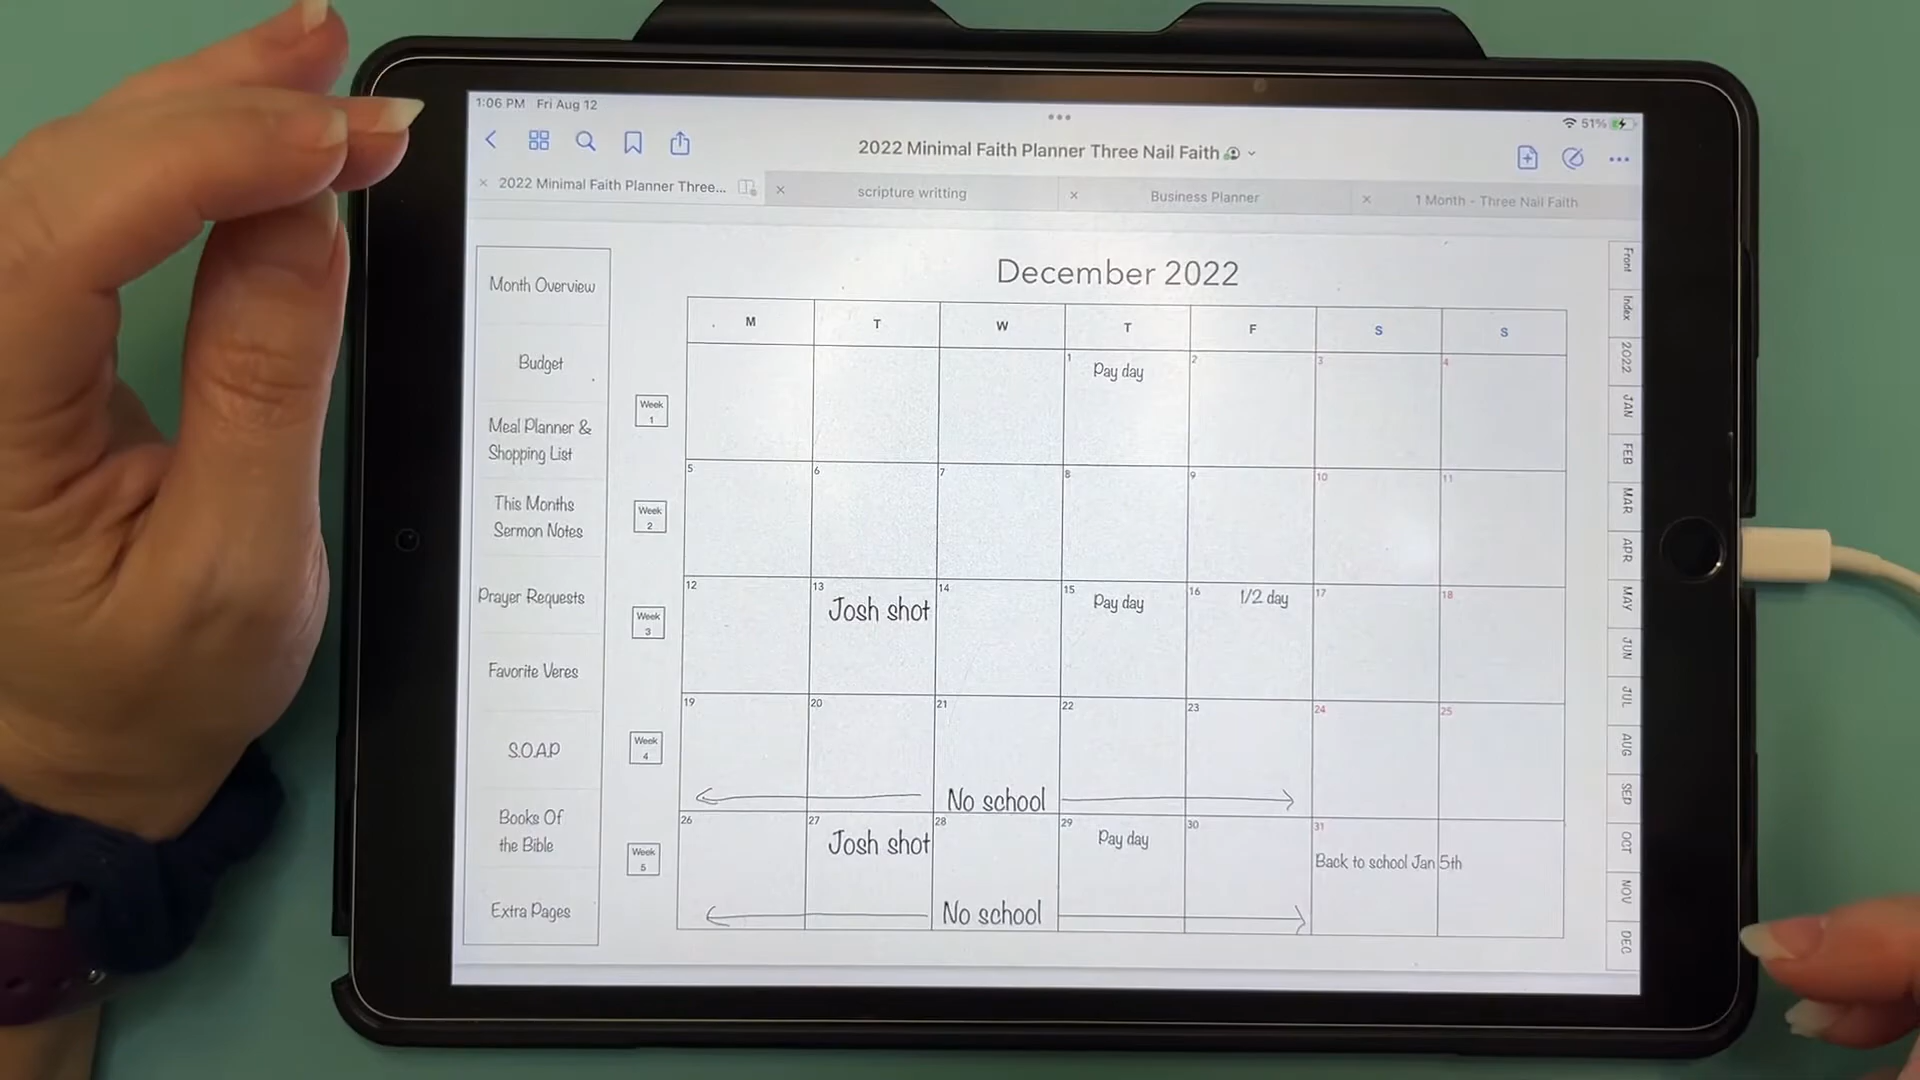 1:06 PM Fri Aug 12
51%
2022 Minimal Faith Planner Three Nail Faith
2022 Minimal Faith Planner Three...
scripture writting
Business Planner
1 Month - Three Nail Faith
Month Overview
Budget
Meal Planner &
Shopping List
This Months
Sermon Notes
Prayer Requests
Favorite Veres
S.O.A.P
Books Of
the Bible
Extra Pages
December 2022
M T W T F S S
Week
1
1 Pay day 2 3 4
Week
2
5 6 7 8 9 10 11
Week
3
12 13 Josh shot 14 15 Pay day 16 1/2 day 17 18
Week
4
19 20 21 22 23 24 25
No school
Week
5
26 27 Josh shot 28 29 Pay day 30 31
Back to school Jan 5th
No school
Front
Index
2022
JAN
FEB
MAR
APR
MAY
JUN
JUL
AUG
SEP
OCT
NOV
DEC